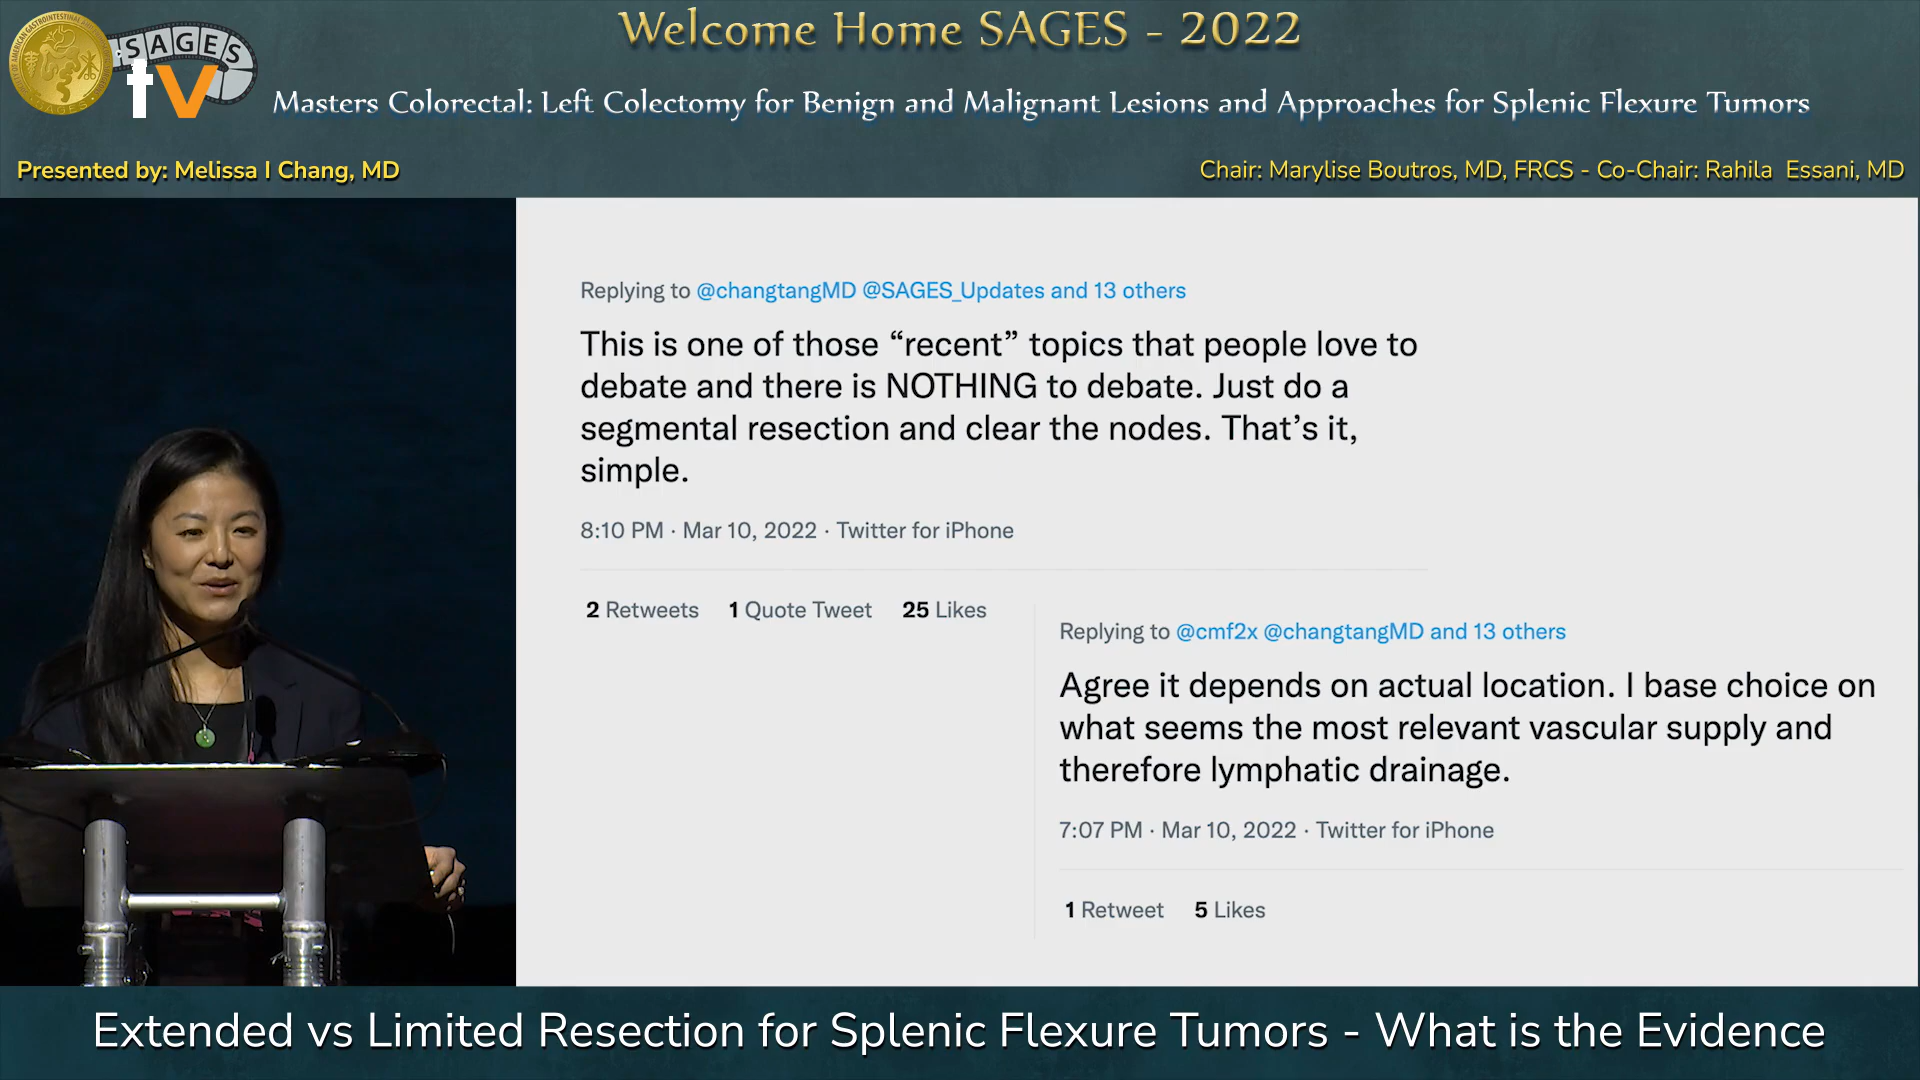 Welcome Home SAGES - 2022
SAGES
tv
Masters Colorectal: Left Colectomy for Benign and Malignant Lesions and Approaches for Splenic Flexure Tumors
Presented by: Melissa I Chang, MD
Chair: Marylise Boutros, MD, FRCS - Co-Chair: Rahila Essani, MD
Replying to @changtangMD @SAGES_Updates and 13 others
This is one of those “recent” topics that people love to
debate and there is NOTHING to debate. Just do a
segmental resection and clear the nodes. That’s it,
simple.
8:10 PM · Mar 10, 2022 · Twitter for iPhone
2 Retweets 1 Quote Tweet 25 Likes
Replying to @cmf2x @changtangMD and 13 others
Agree it depends on actual location. I base choice on
what seems the most relevant vascular supply and
therefore lymphatic drainage.
7:07 PM · Mar 10, 2022 · Twitter for iPhone
1 Retweet 5 Likes
Extended vs Limited Resection for Splenic Flexure Tumors - What is the Evidence